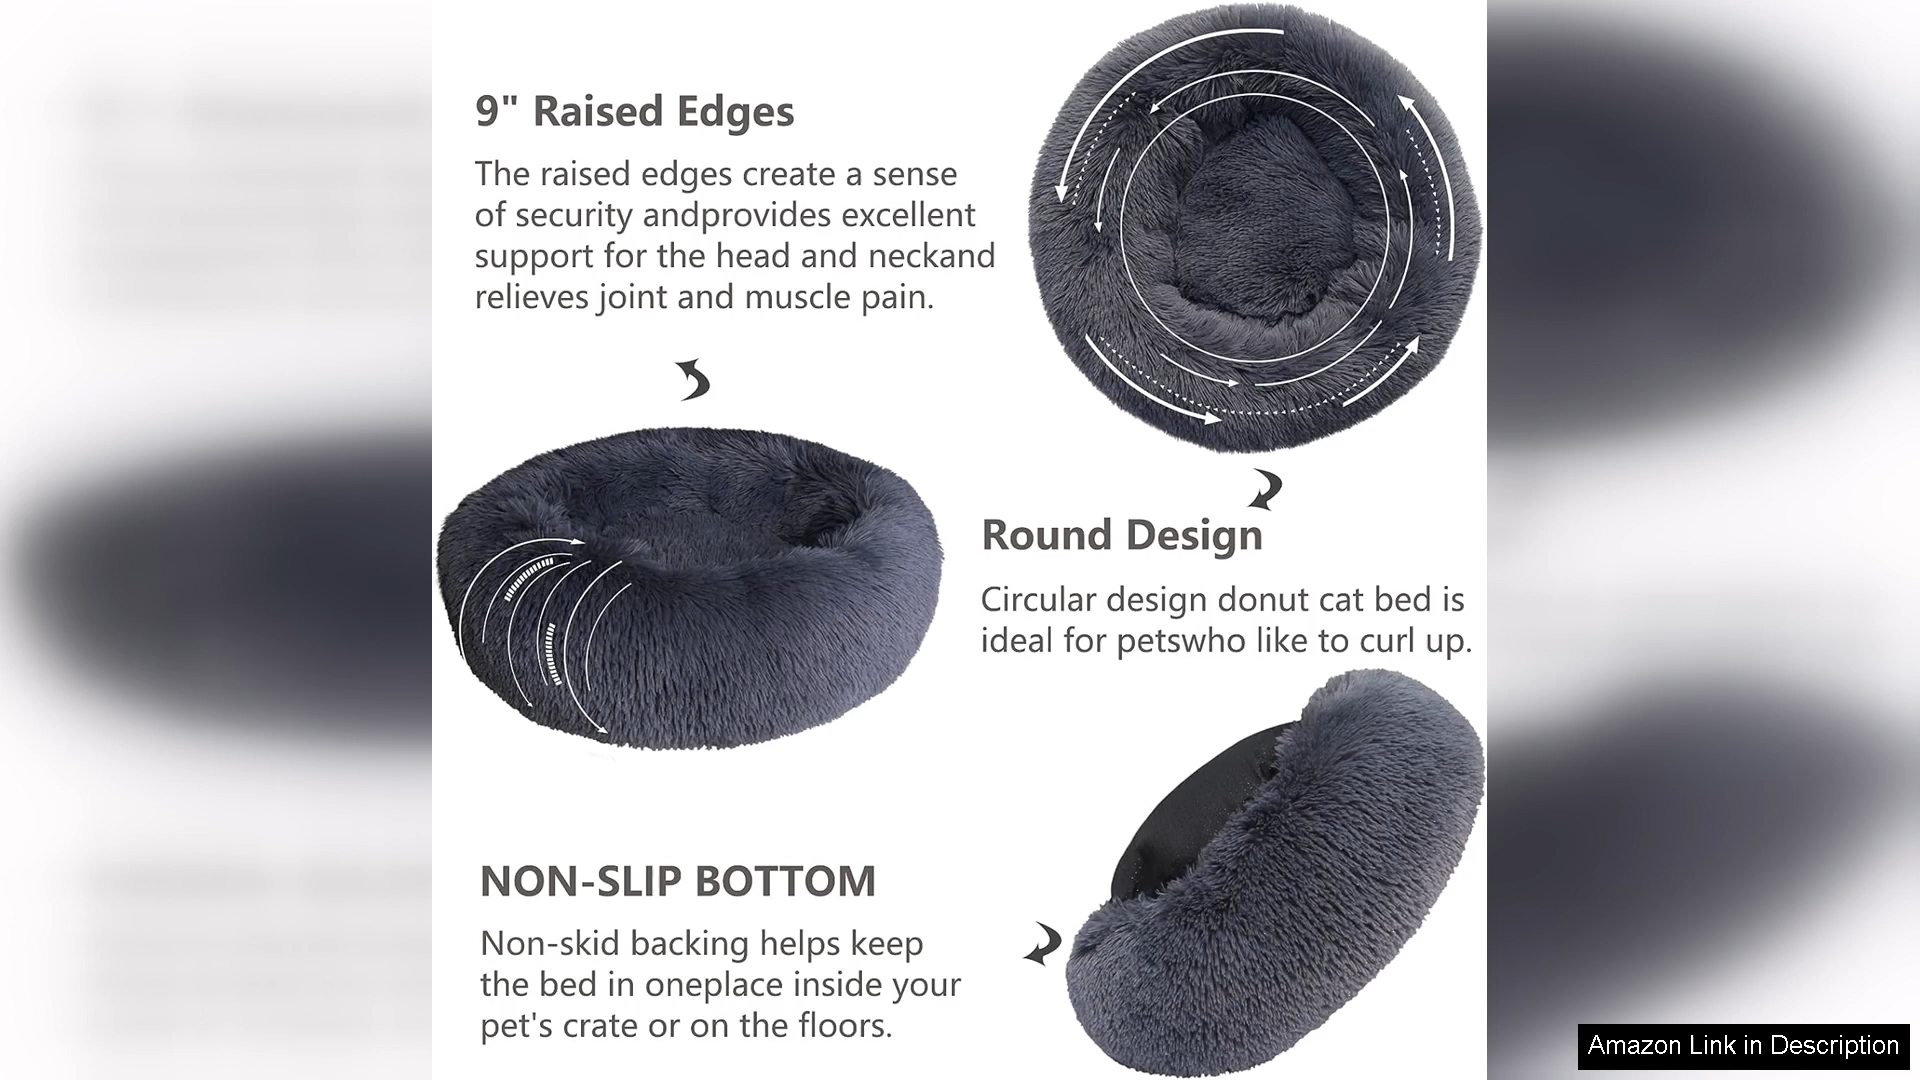 9" Raised Edges
The raised edges create a sense
of security andprovides excellent
support for the head and neckand
relieves joint and muscle pain.
Round Design
Circular design donut cat bed is
ideal for petswho like to curl up.
NON-SLIP BOTTOM
Non-skid backing helps keep
the bed in oneplace inside your
pet's crate or on the floors.
Amazon Link in Description